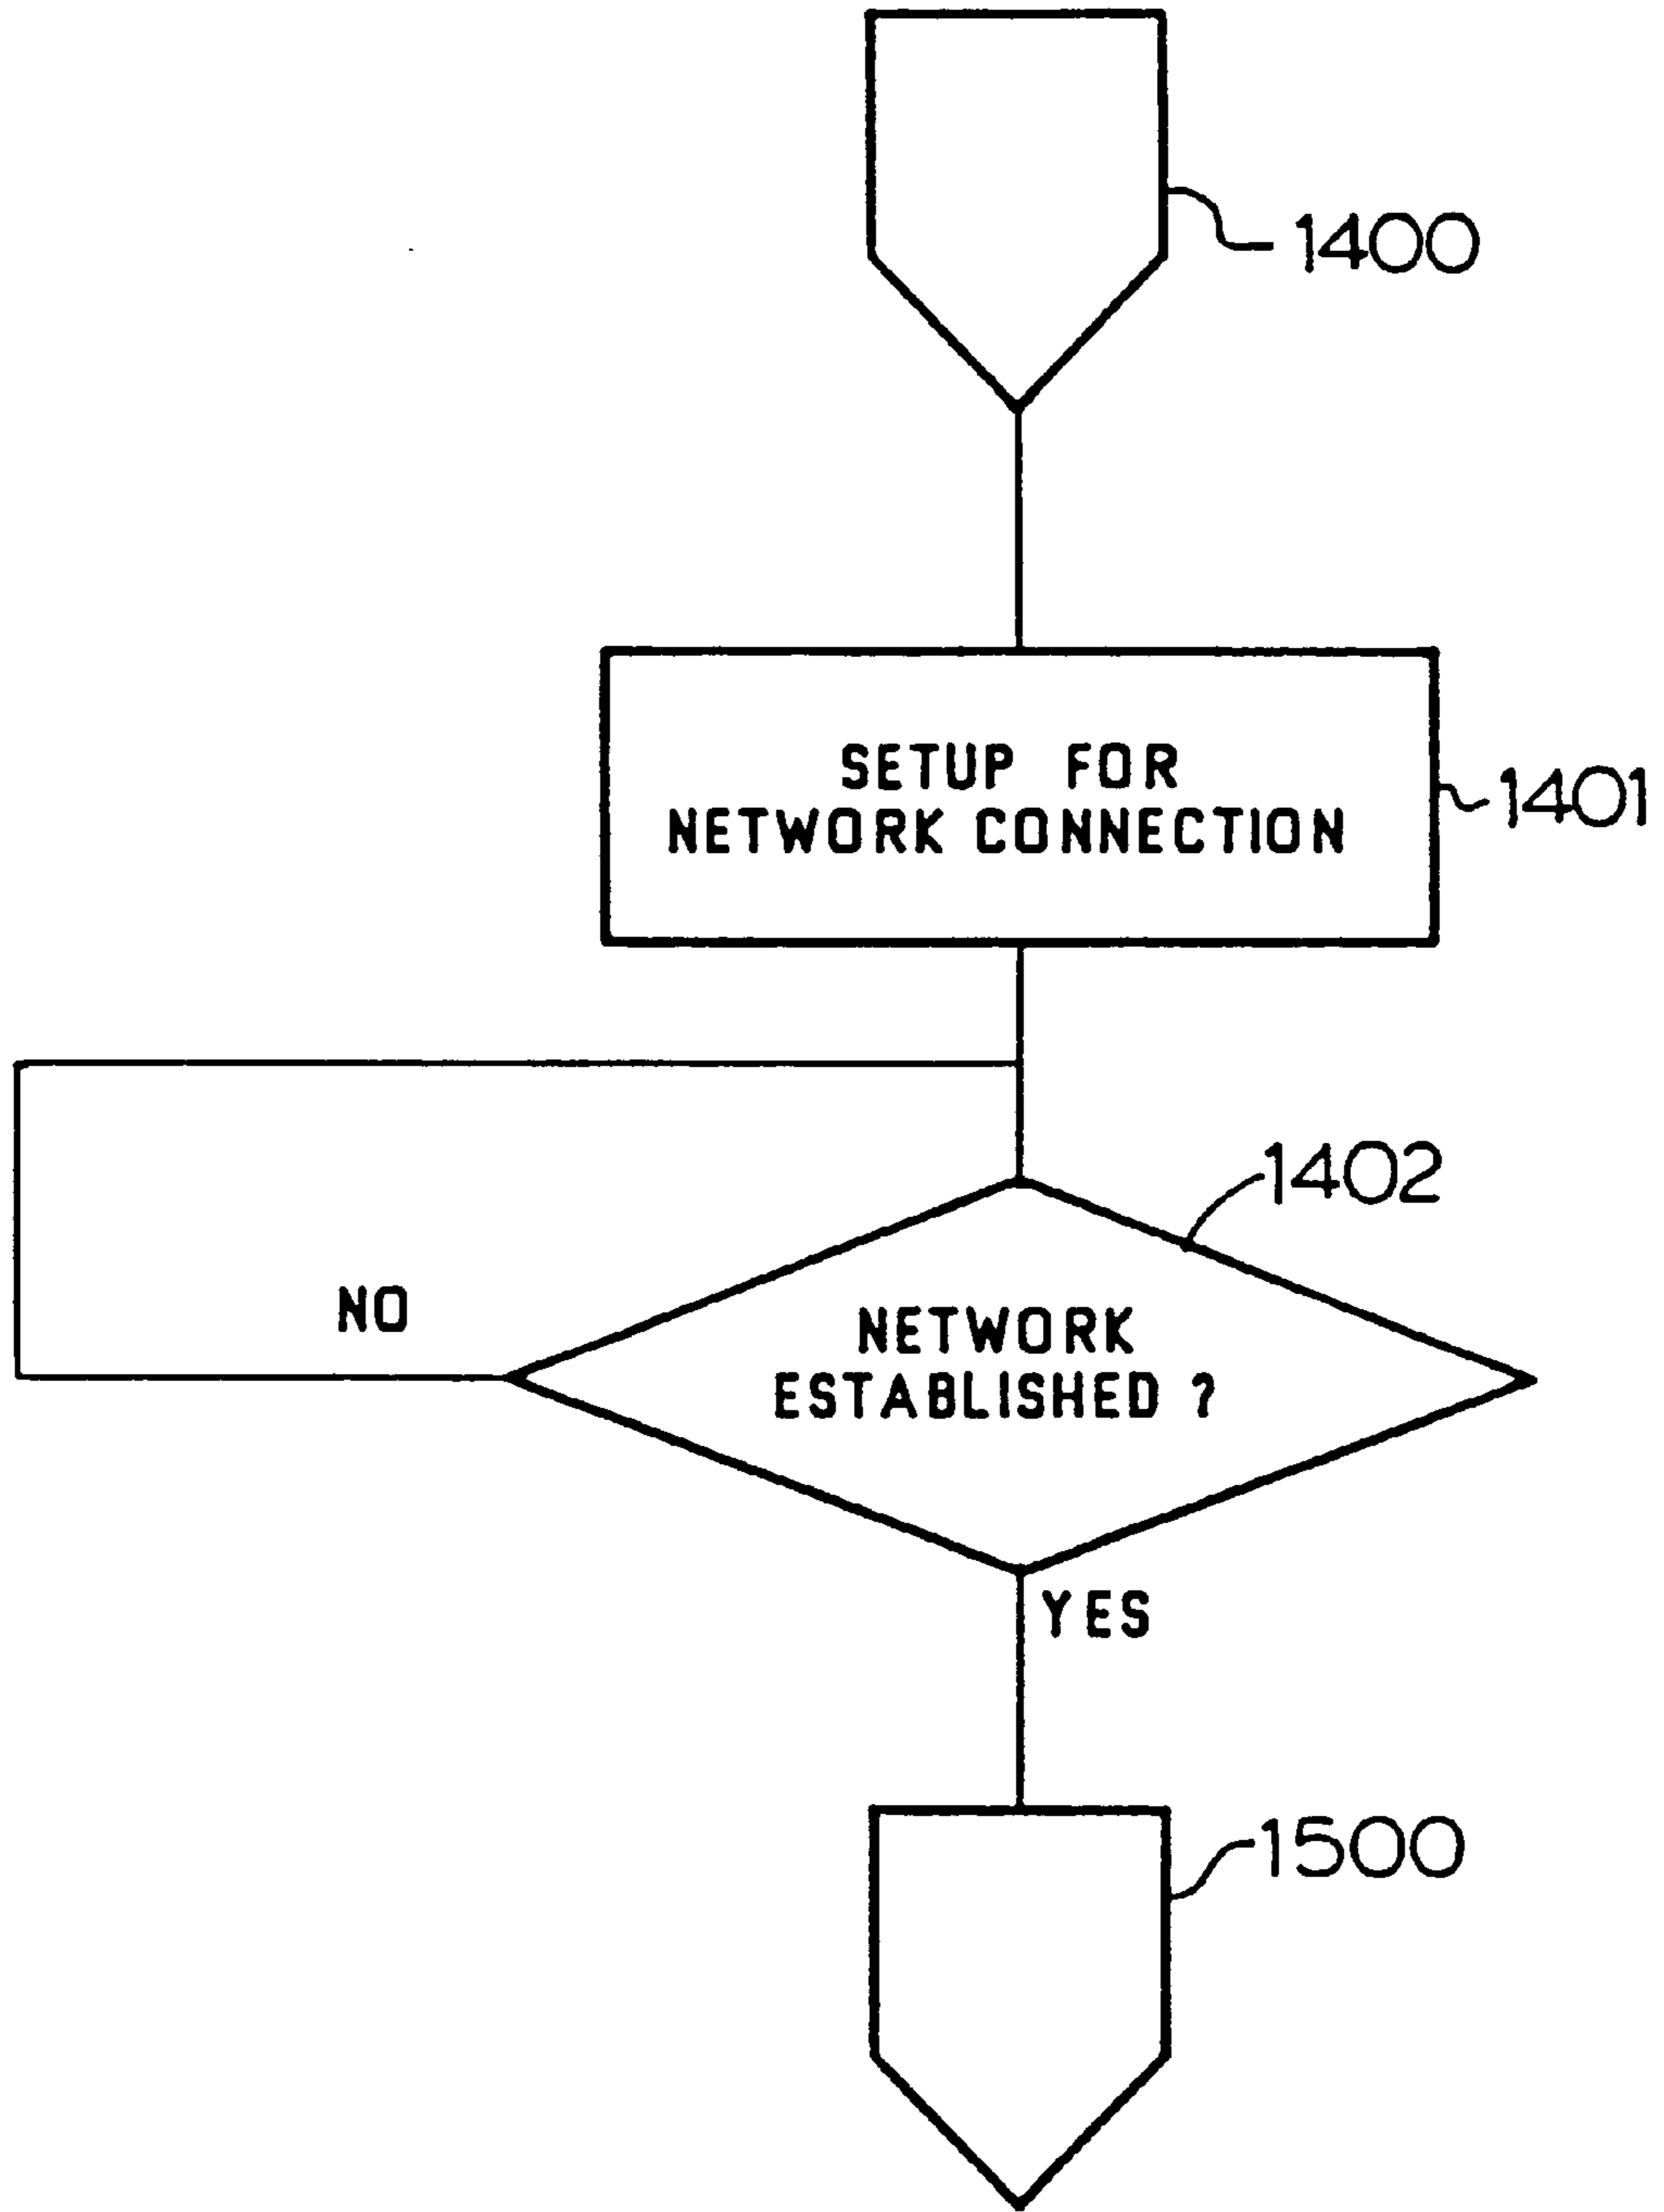 1400
SETUP FOR
NETWORK CONNECTION
1401
1402
NO
NETWORK
ESTABLISHED ?
YES
1500